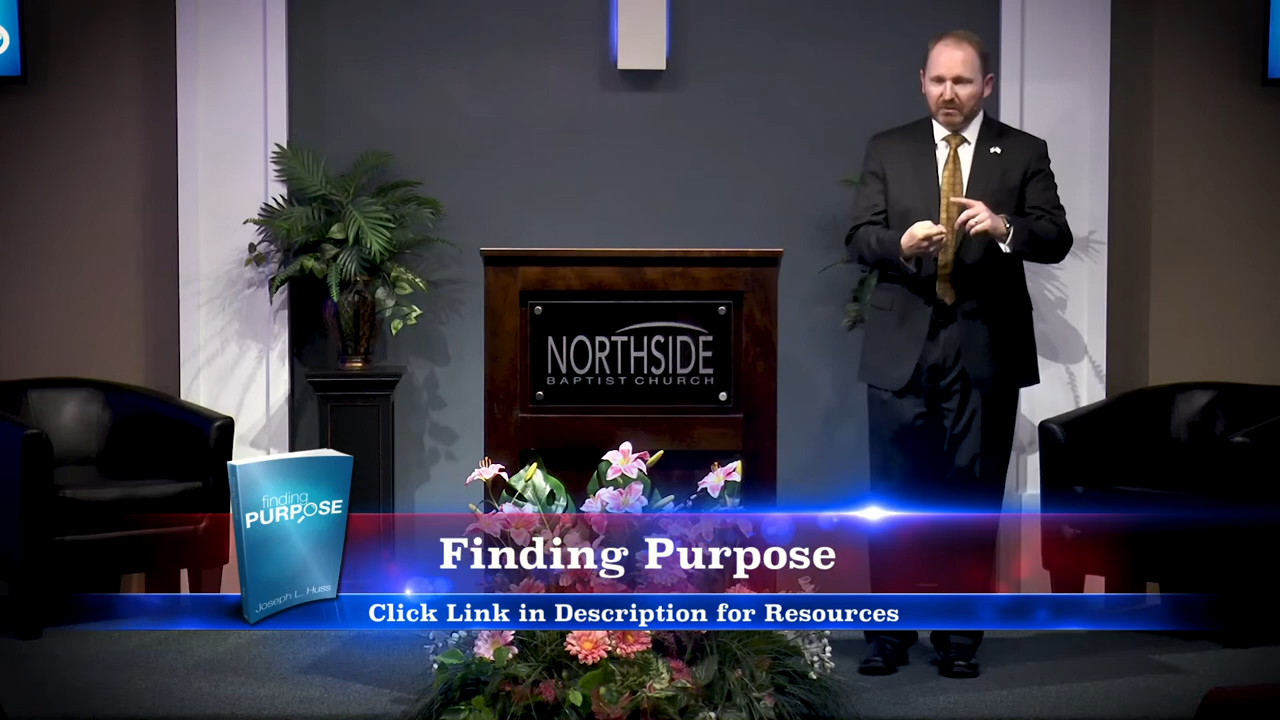 NORTHSIDE
BAPTIST CHURCH
finding
PURPOSE
Joseph L. Huss
Finding Purpose
Click Link in Description for Resources